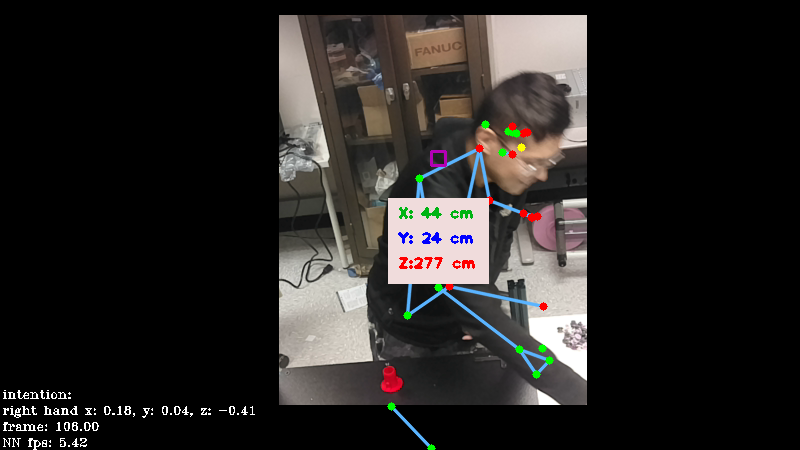 FANUC
X: 44 cm
Y: 24 cm
Z:277 cm
intention:
right hand x: 0.18, y: 0.04, z: -0.41
frame: 106.00
NN fps: 5.42